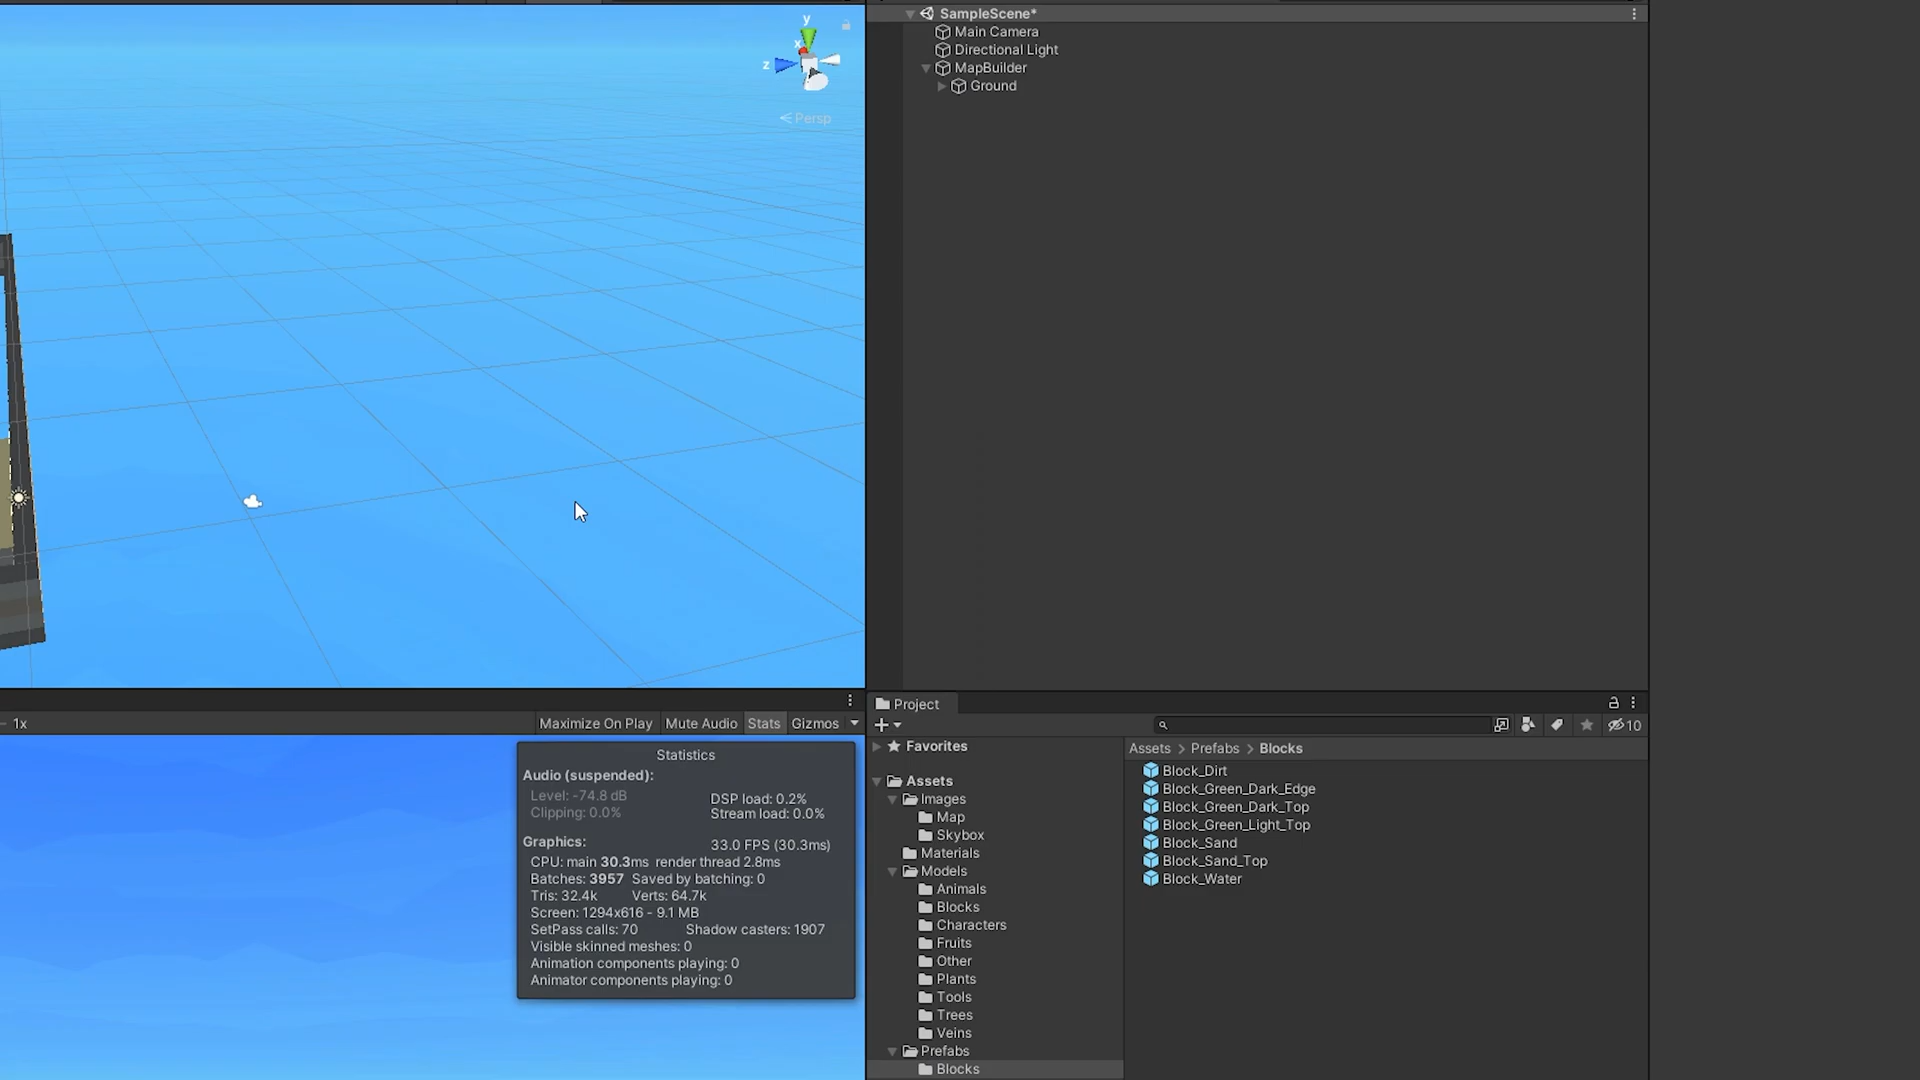 SampleScene*
Main Camera
Directional Light
MapBuilder
Ground
y
x
z
Persp
1x
Maximize On Play Mute Audio Stats Gizmos
Statistics
Audio (suspended):
Level: -74.8 dB DSP load: 0.2%
Clipping: 0.0% Stream load: 0.0%
Graphics: 33.0 FPS (30.3ms)
CPU: main 30.3ms render thread 2.8ms
Batches: 3957 Saved by batching: 0
Tris: 32.4k Verts: 64.7k
Screen: 1294x616 - 9.1 MB
SetPass calls: 70 Shadow casters: 1907
Visible skinned meshes: 0
Animation components playing: 0
Animator components playing: 0
Project
10
Favorites
Assets
Images
Map
Skybox
Materials
Models
Animals
Blocks
Characters
Fruits
Other
Plants
Tools
Trees
Veins
Prefabs
Blocks
Assets > Prefabs > Blocks
Block_Dirt
Block_Green_Dark_Edge
Block_Green_Dark_Top
Block_Green_Light_Top
Block_Sand
Block_Sand_Top
Block_Water